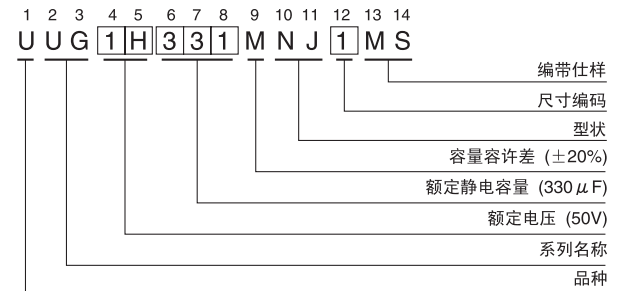 1 2 3 4 5 6 7 8 9 10 11 12 13 14
U U G 1 H 3 3 1 M N J 1 M S
编带仕样
尺寸编码
型状
容量容许差 (±20%)
额定静电容量 (330μF)
额定电压 (50V)
系列名称
品种